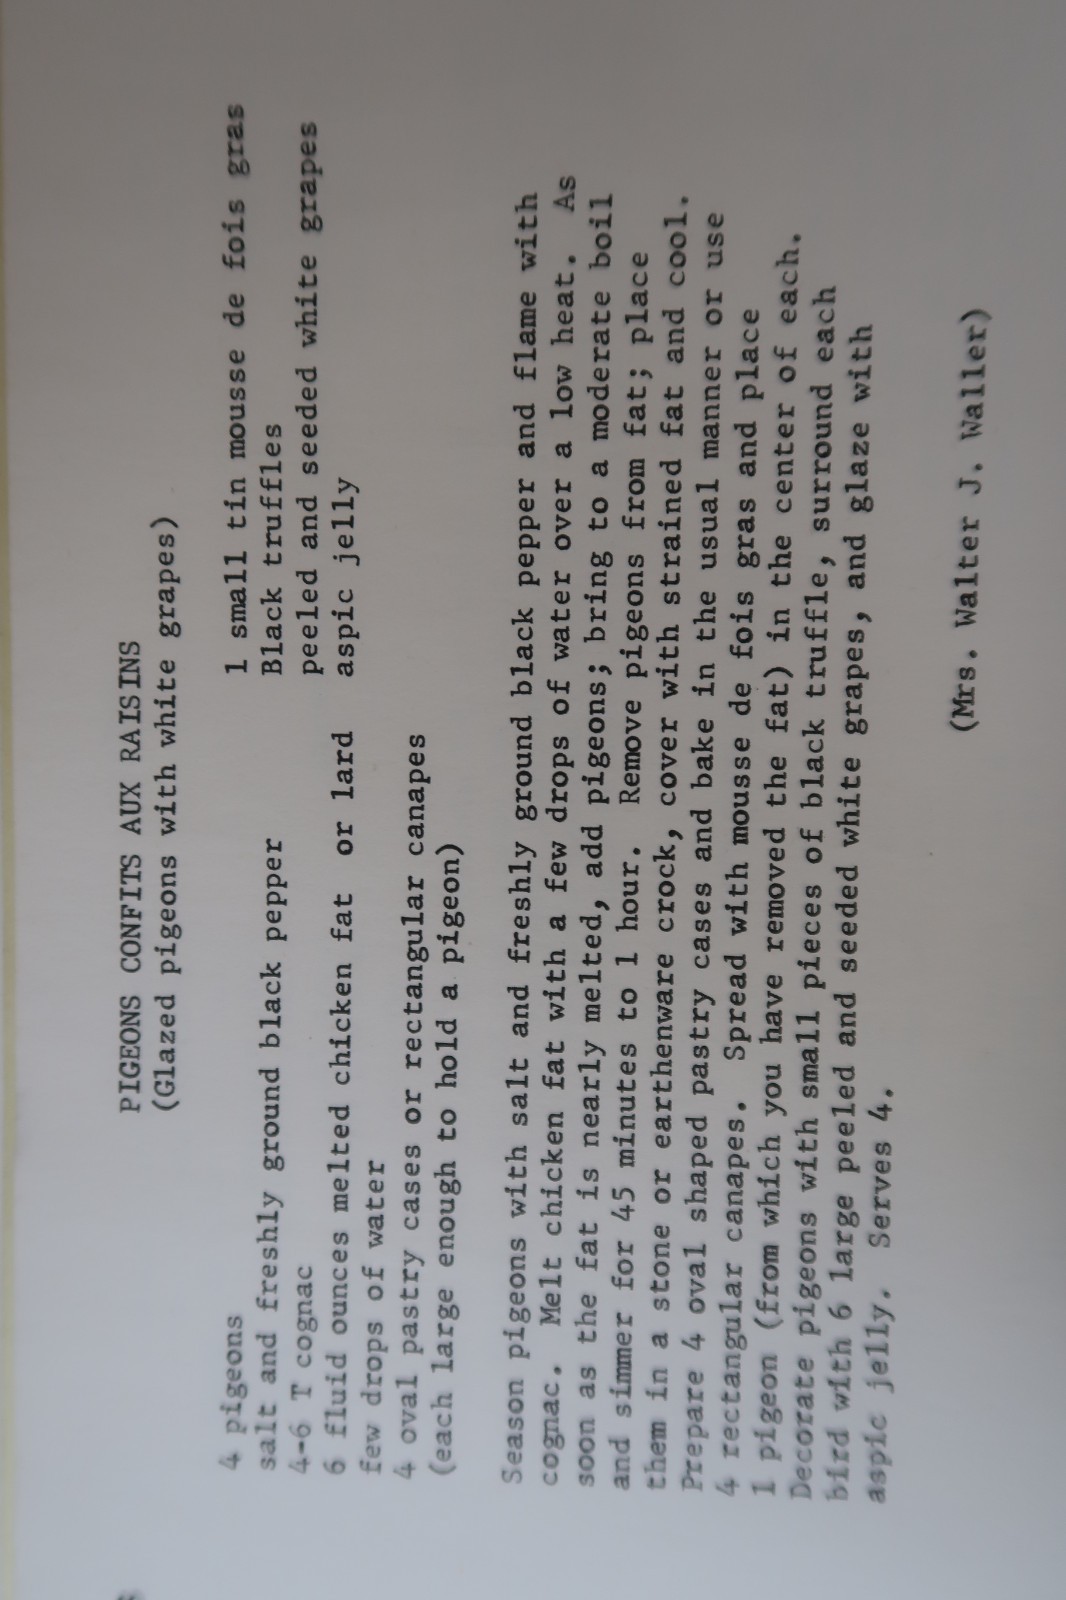 PIGEONS CONFITS AUX RAISINS
(Glazed pigeons with white grapes)
4 pigeons
salt and freshly ground black pepper
4-6 T cognac
6 fluid ounces melted chicken fat or lard
few drops of water
4 oval pastry cases or rectangular canapes
(each large enough to hold a pigeon)
1 small tin mousse de fois gras
Black truffles
peeled and seeded white grapes
aspic jelly
Season pigeons with salt and freshly ground black pepper and flame with
cognac. Melt chicken fat with a few drops of water over a low heat. As
soon as the fat is nearly melted, add pigeons; bring to a moderate boil
and simmer for 45 minutes to 1 hour. Remove pigeons from fat; place
them in a stone or earthenware crock, cover with strained fat and cool.
Prepare 4 oval shaped pastry cases and bake in the usual manner or use
4 rectangular canapes. Spread with mousse de fois gras and place
1 pigeon (from which you have removed the fat) in the center of each.
Decorate pigeons with small pieces of black truffle, surround each
bird with 6 large peeled and seeded white grapes, and glaze with
aspic jelly. Serves 4.
(Mrs. Walter J. Waller)